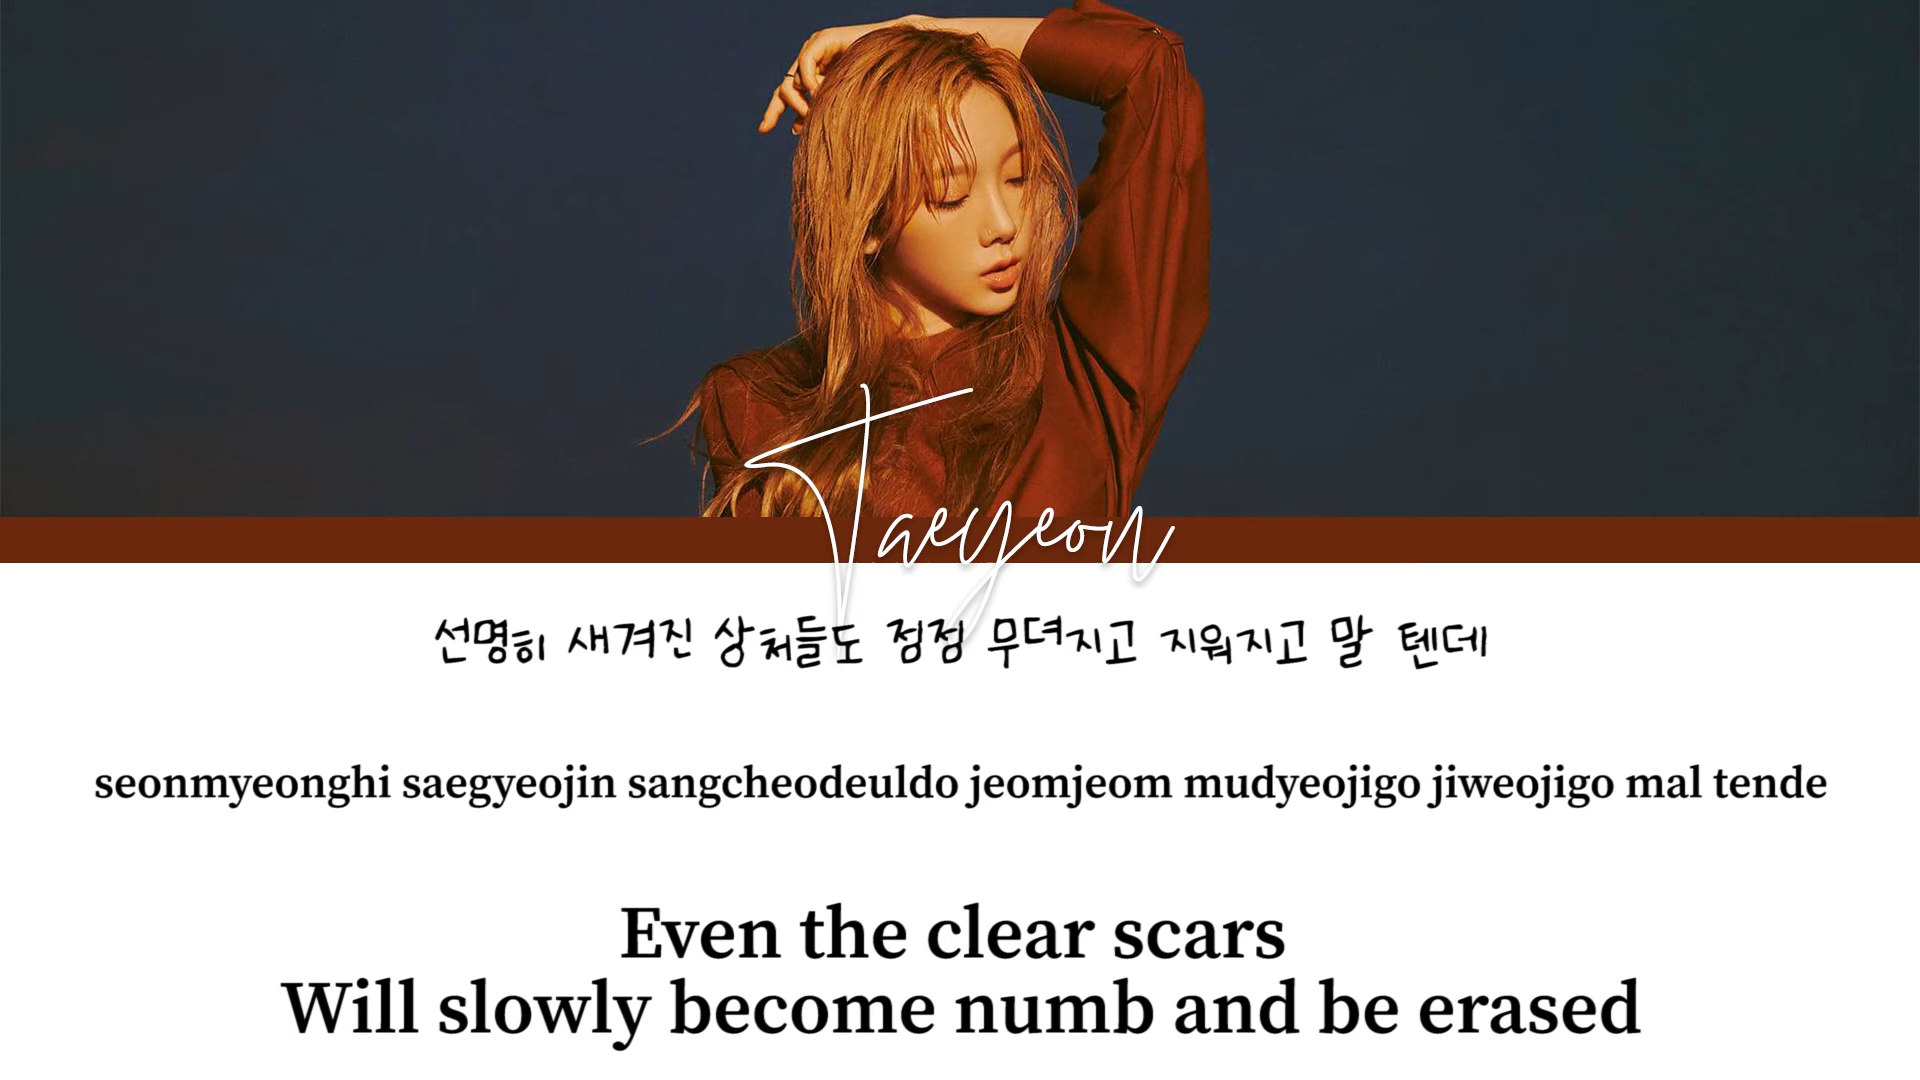 Taeyeon
선명히 새겨진 상처들도 점점 무뎌지고 지워지고 말 텐데
seonmyeonghi saegyeojin sangcheodeuldo jeomjeom mudyeojigo jiweojigo mal tende
Even the clear scars
Will slowly become numb and be erased